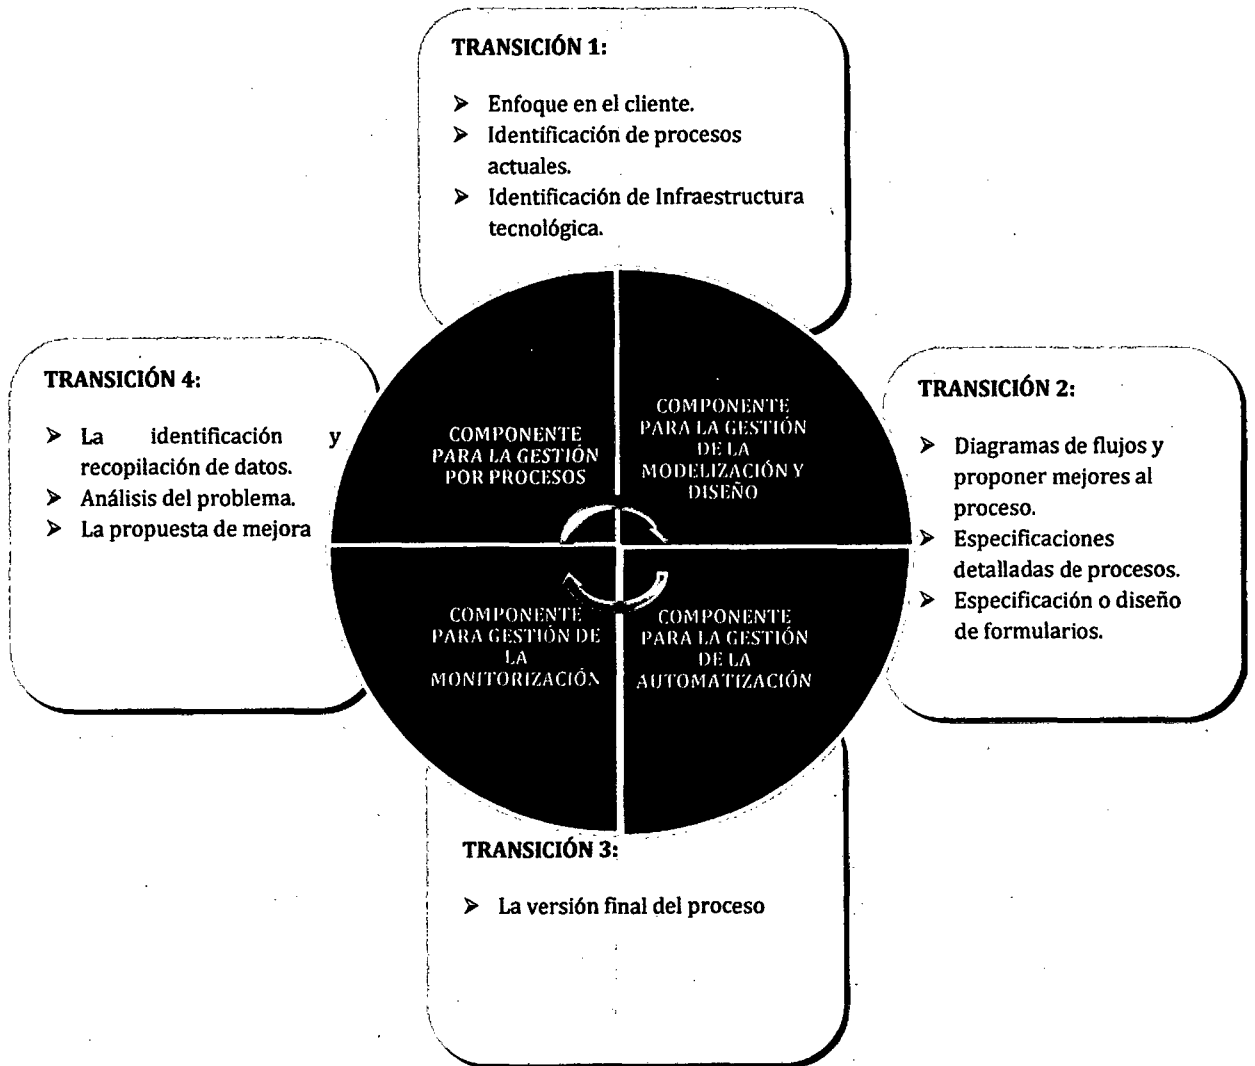 TRANSICIÓN 1:
➢ Enfoque en el cliente.
➢ Identificación de procesos
actuales.
➢ Identificación de Infraestructura
tecnológica.
TRANSICIÓN 4:
➢ La identificación y
recopilación de datos.
➢ Análisis del problema.
➢ La propuesta de mejora
COMPONENTE
PARA LA GESTIÓN
POR PROCESOS
COMPONENTE
PARA LA GESTIÓN
DE LA
MODELIZACIÓN Y
DISEÑO
TRANSICIÓN 2:
➢ Diagramas de flujos y
proponer mejores al
proceso.
➢ Especificaciones
detalladas de procesos.
➢ Especificación o diseño
de formularios.
COMPONENTE
PARA GESTIÓN DE
LA
MONITORIZACIÓN
COMPONENTE
PARA LA GESTIÓN
DE LA
AUTOMATIZACIÓN
TRANSICIÓN 3:
➢ La versión final del proceso